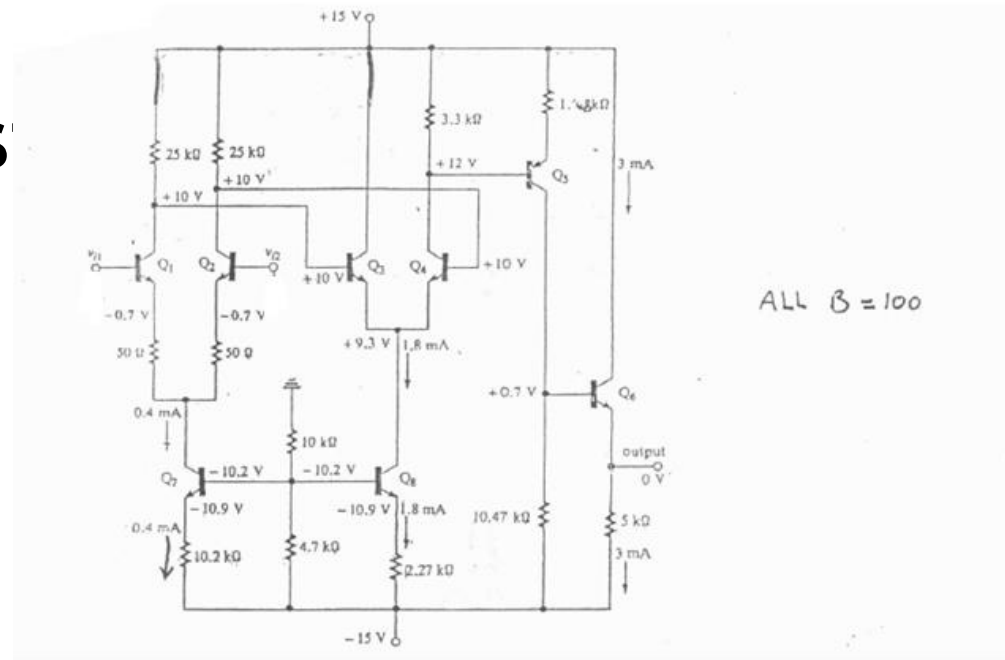 +15 V
S
25 kΩ 25 kΩ
3.3 kΩ
3 mA
+10 V
+12 V
Q5
+10 V
vi1 Q1 Q2 vi2
+10 V Q3 Q4 +10 V
-0.7 V -0.7 V
50 Ω 50 Ω
+9.3 V 1.8 mA
ALL B = 100
+0.7 V Q6
0.4 mA
10 kΩ
output
0 V
Q7 -10.2 V -10.2 V Q8
-10.9 V -10.9 V 1.8 mA
0.4 mA
10.47 kΩ 5 kΩ
10.2 kΩ 4.7 kΩ 2.27 kΩ
3 mA
-15 V